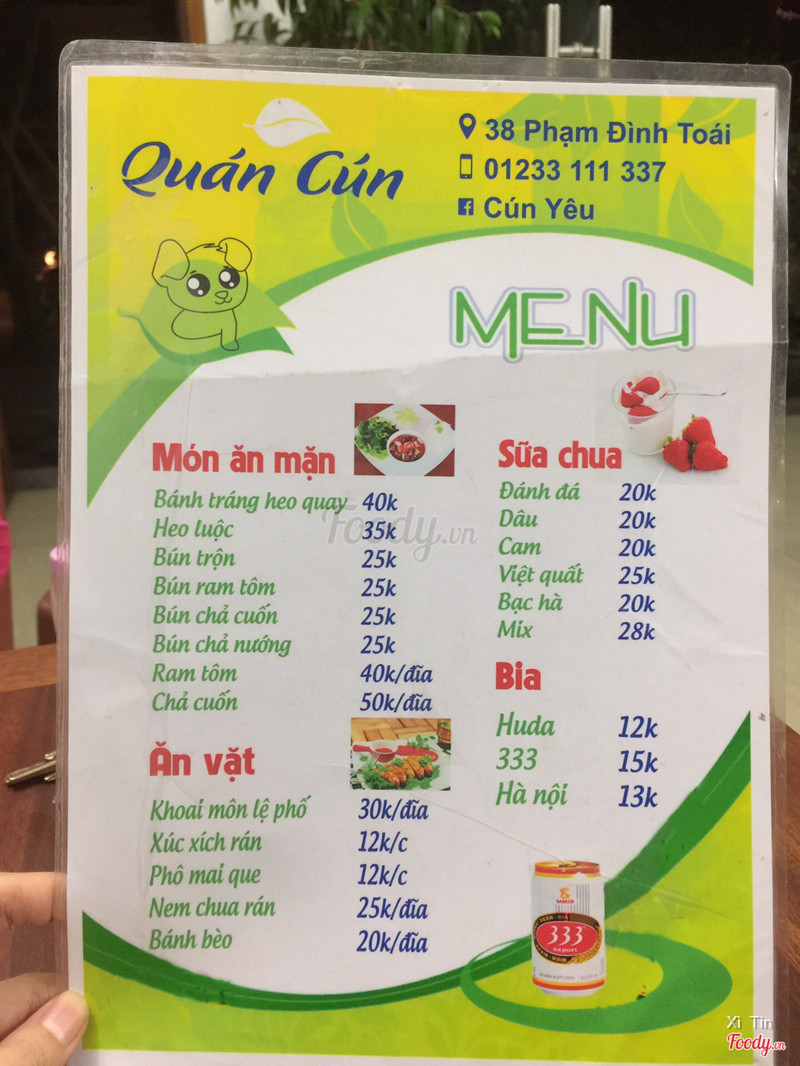 Quán Cún
38 Phạm Đình Toái
01233 111 337
Cún Yêu
MENU
Món ăn mặn
Bánh tráng heo quay 40k
Heo luộc 35k
Bún trộn 25k
Bún ram tôm 25k
Bún chả cuốn 25k
Bún chả nướng 25k
Ram tôm 40k/đĩa
Chả cuốn 50k/đĩa
Ăn vặt
Khoai môn lệ phố 30k/đĩa
Xúc xích rán 12k/c
Phô mai que 12k/c
Nem chua rán 25k/đĩa
Bánh bèo 20k/đĩa
Sữa chua
Đánh đá 20k
Dâu 20k
Cam 20k
Việt quất 25k
Bạc hà 20k
Mix 28k
Bia
Huda 12k
333 15k
Hà nội 13k
SABECO
333
export
Foody.vn
Xì Tin
Foody.vn